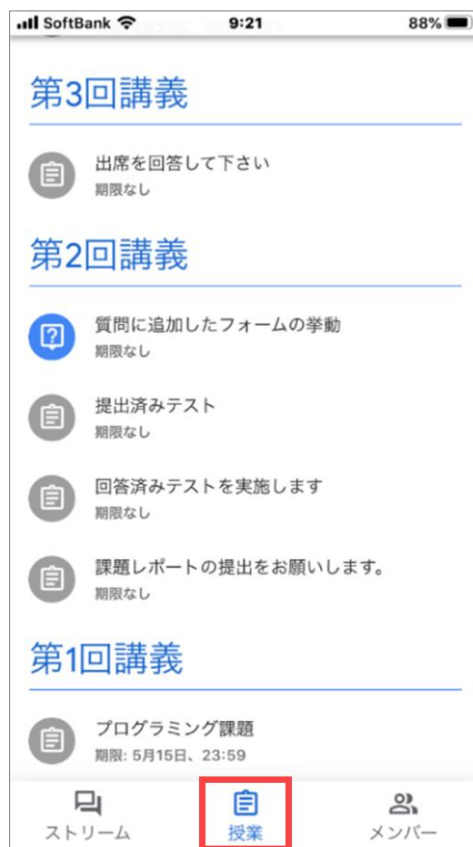 SoftBank 9:21 88%
第3回講義
出席を回答して下さい
期限なし
第2回講義
質問に追加したフォームの挙動
期限なし
提出済みテスト
期限なし
回答済みテストを実施します
期限なし
課題レポートの提出をお願いします。
期限なし
第1回講義
プログラミング課題
期限: 5月15日、23:59
ストリーム 授業 メンバー